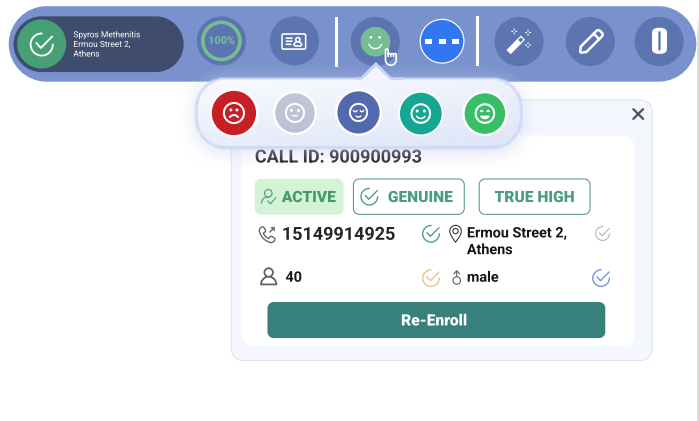 Spyros Methenitis
Ermou Street 2,
Athens
100%
CALL ID: 900900993
ACTIVE
GENUINE
TRUE HIGH
15149914925
Ermou Street 2,
Athens
40
male
Re-Enroll